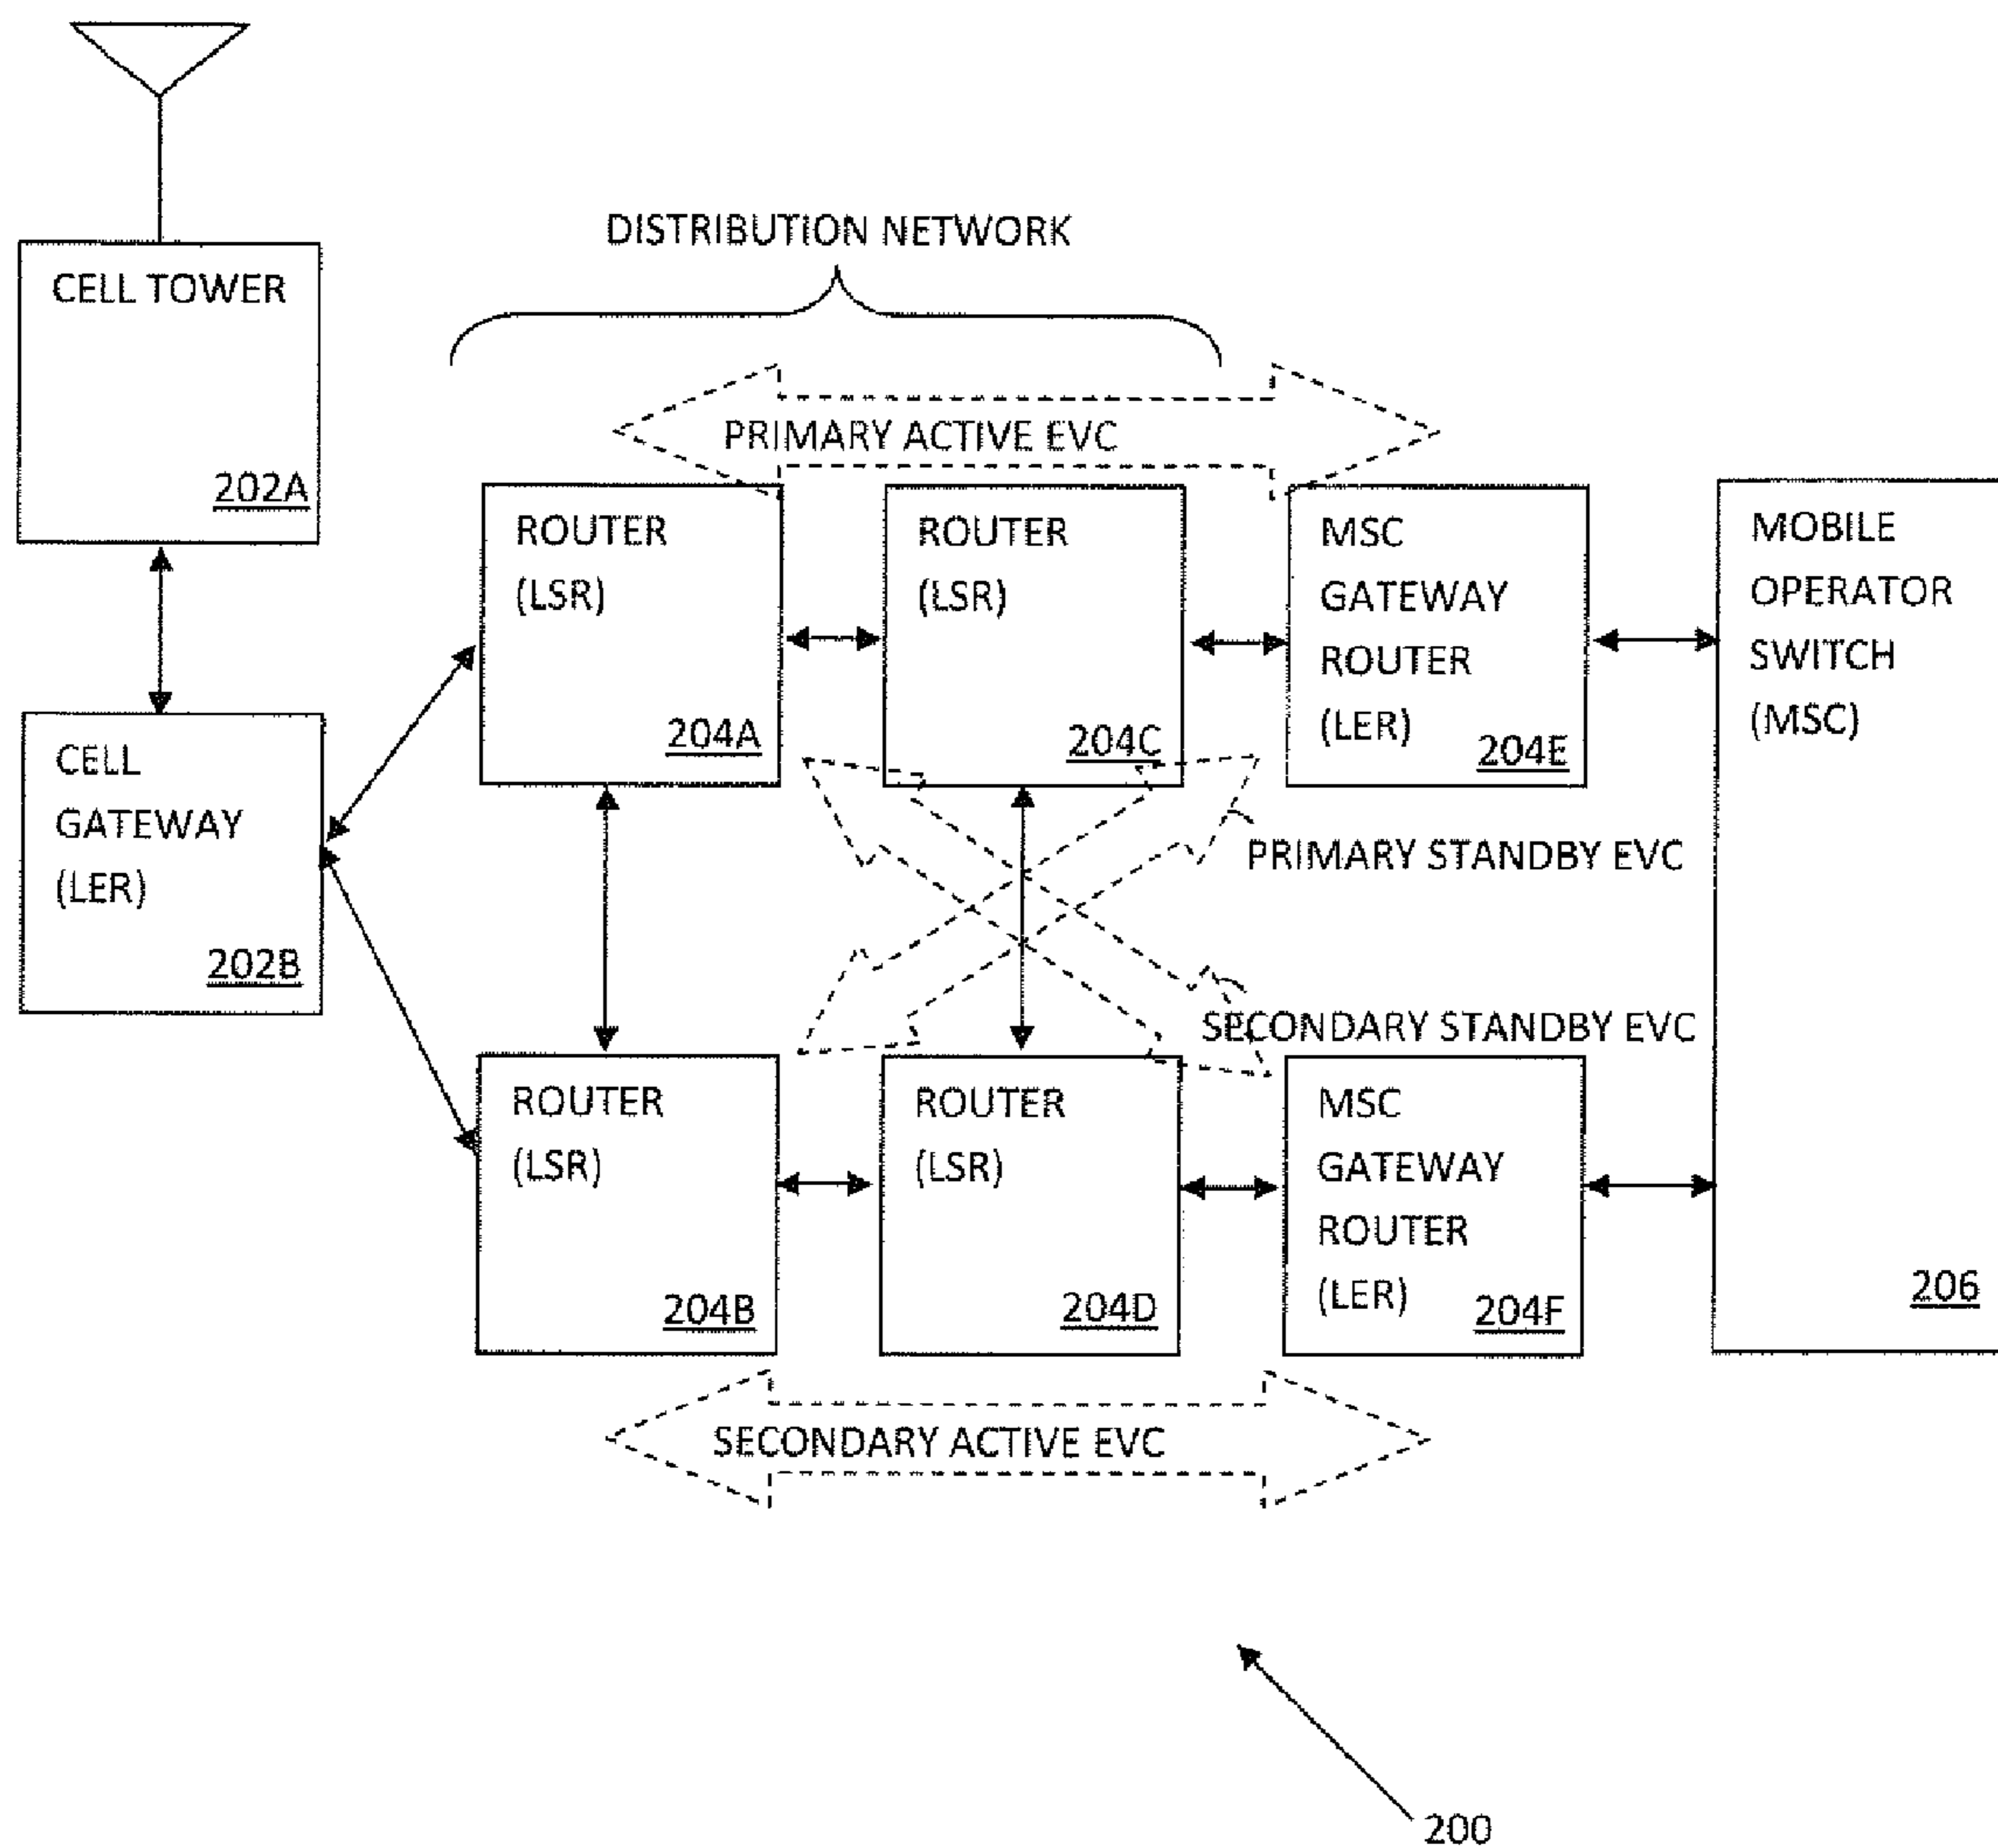 DISTRIBUTION NETWORK
CELL TOWER
202A
PRIMARY ACTIVE EVC
ROUTER
(LSR)
204A
ROUTER
(LSR)
204C
MSC
GATEWAY
ROUTER
(LER)
204E
MOBILE
OPERATOR
SWITCH
(MSC)
206
CELL
GATEWAY
(LER)
202B
PRIMARY STANDBY EVC
SECONDARY STANDBY EVC
ROUTER
(LSR)
204B
ROUTER
(LSR)
204D
MSC
GATEWAY
ROUTER
(LER)
204F
SECONDARY ACTIVE EVC
200